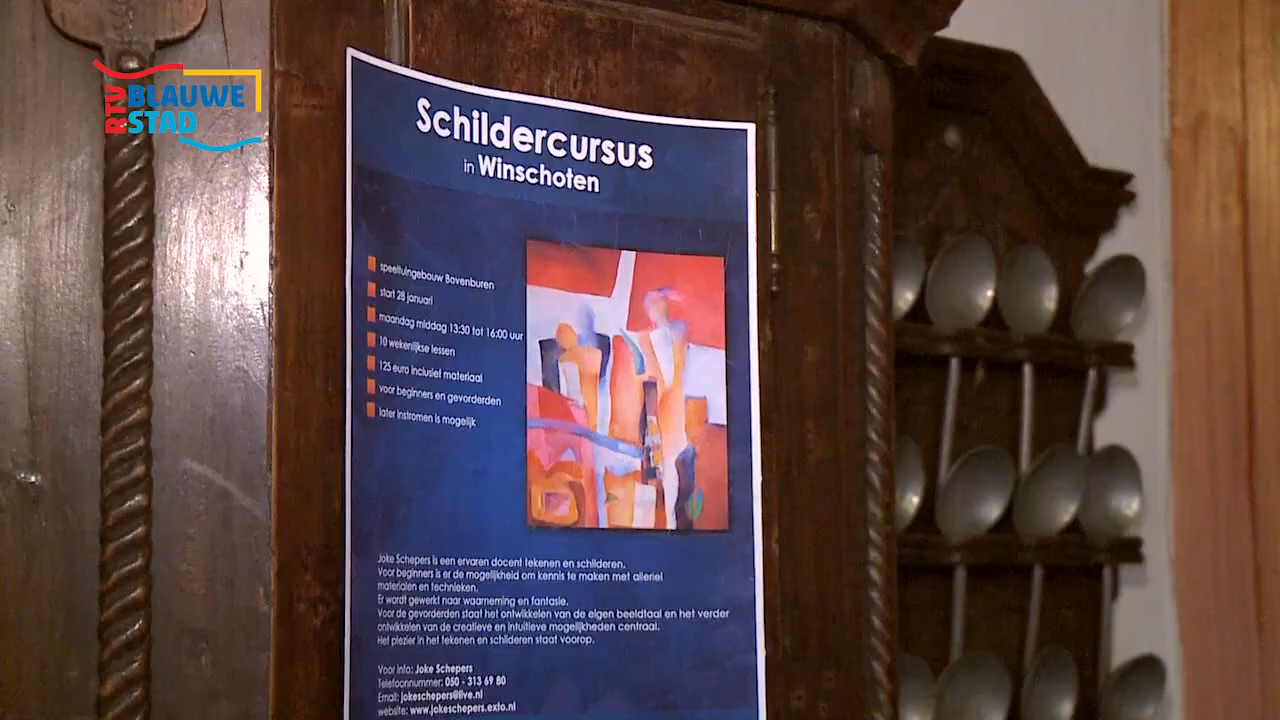 RTV
BLAUWE
STAD
Schildercursus
in Winschoten
speeltuingebouw Bovenburen
start 28 januari
maandag middag 13:30 tot 16:00 uur
10 wekenlijkse lessen
125 euro inclusief materiaal
voor beginners en gevorderden
later instromen is mogelijk
Joke Schepers is een ervaren docent tekenen en schilderen.
Voor beginners is er de mogelijkheid om kennis te maken met allerlei
materialen en technieken.
Er wordt gewerkt naar waarneming en fantasie.
Voor de gevorderden staat het ontwikkelen van de eigen beeldtaal en het verder
ontwikkelen van de creatieve en intuitieve mogelijkheden centraal.
Het plezier in het tekenen en schilderen staat voorop.
Voor info: Joke Schepers
Telefoonnummer: 050 - 313 69 80
Email: jokeschepers@live.nl
website: www.jokeschepers.exto.nl